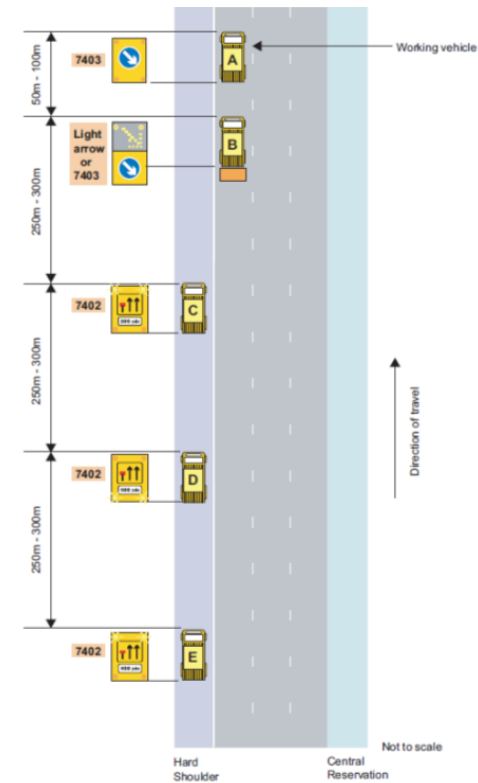 50m - 100m
7403
A
Working vehicle
Light
arrow
or
7403
B
250m - 300m
7402
C
250m - 300m
Direction of travel
7402
D
250m - 300m
7402
E
Not to scale
Hard
Shoulder
Central
Reservation